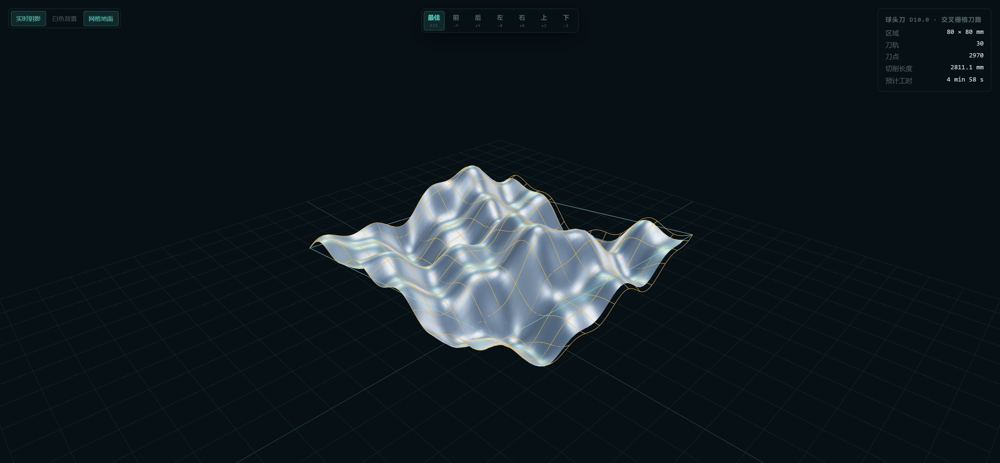 实时阴影 白色背景 网格地面
最佳 前 后 左 右 上 下
FIT -Y +Y -X +X +Z -Z
球头刀 D10.0 · 交叉栅格刀路
区域 80 × 80 mm
刀轨 30
刀点 2970
切削长度 2811.1 mm
预计工时 4 min 58 s